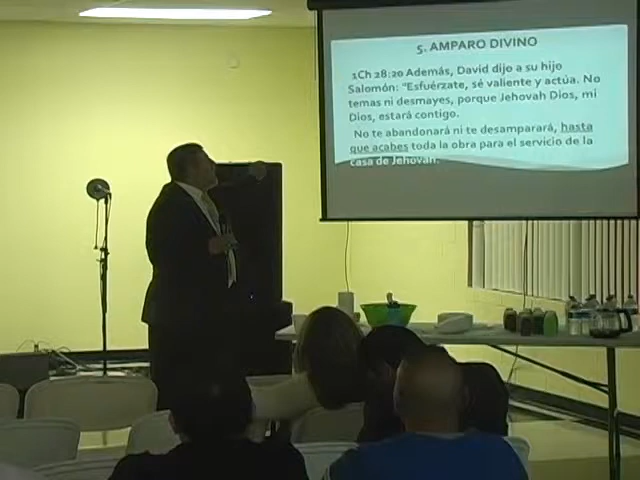 5. AMPARO DIVINO
1Ch 28:20 Además, David dijo a su hijo
Salomón: "Esfuérzate, sé valiente y actúa. No
temas ni desmayes, porque Jehovah Dios, mi
Dios, estará contigo.
No te abandonará ni te desamparará, hasta
que acabes toda la obra para el servicio de la
casa de Jehovah.